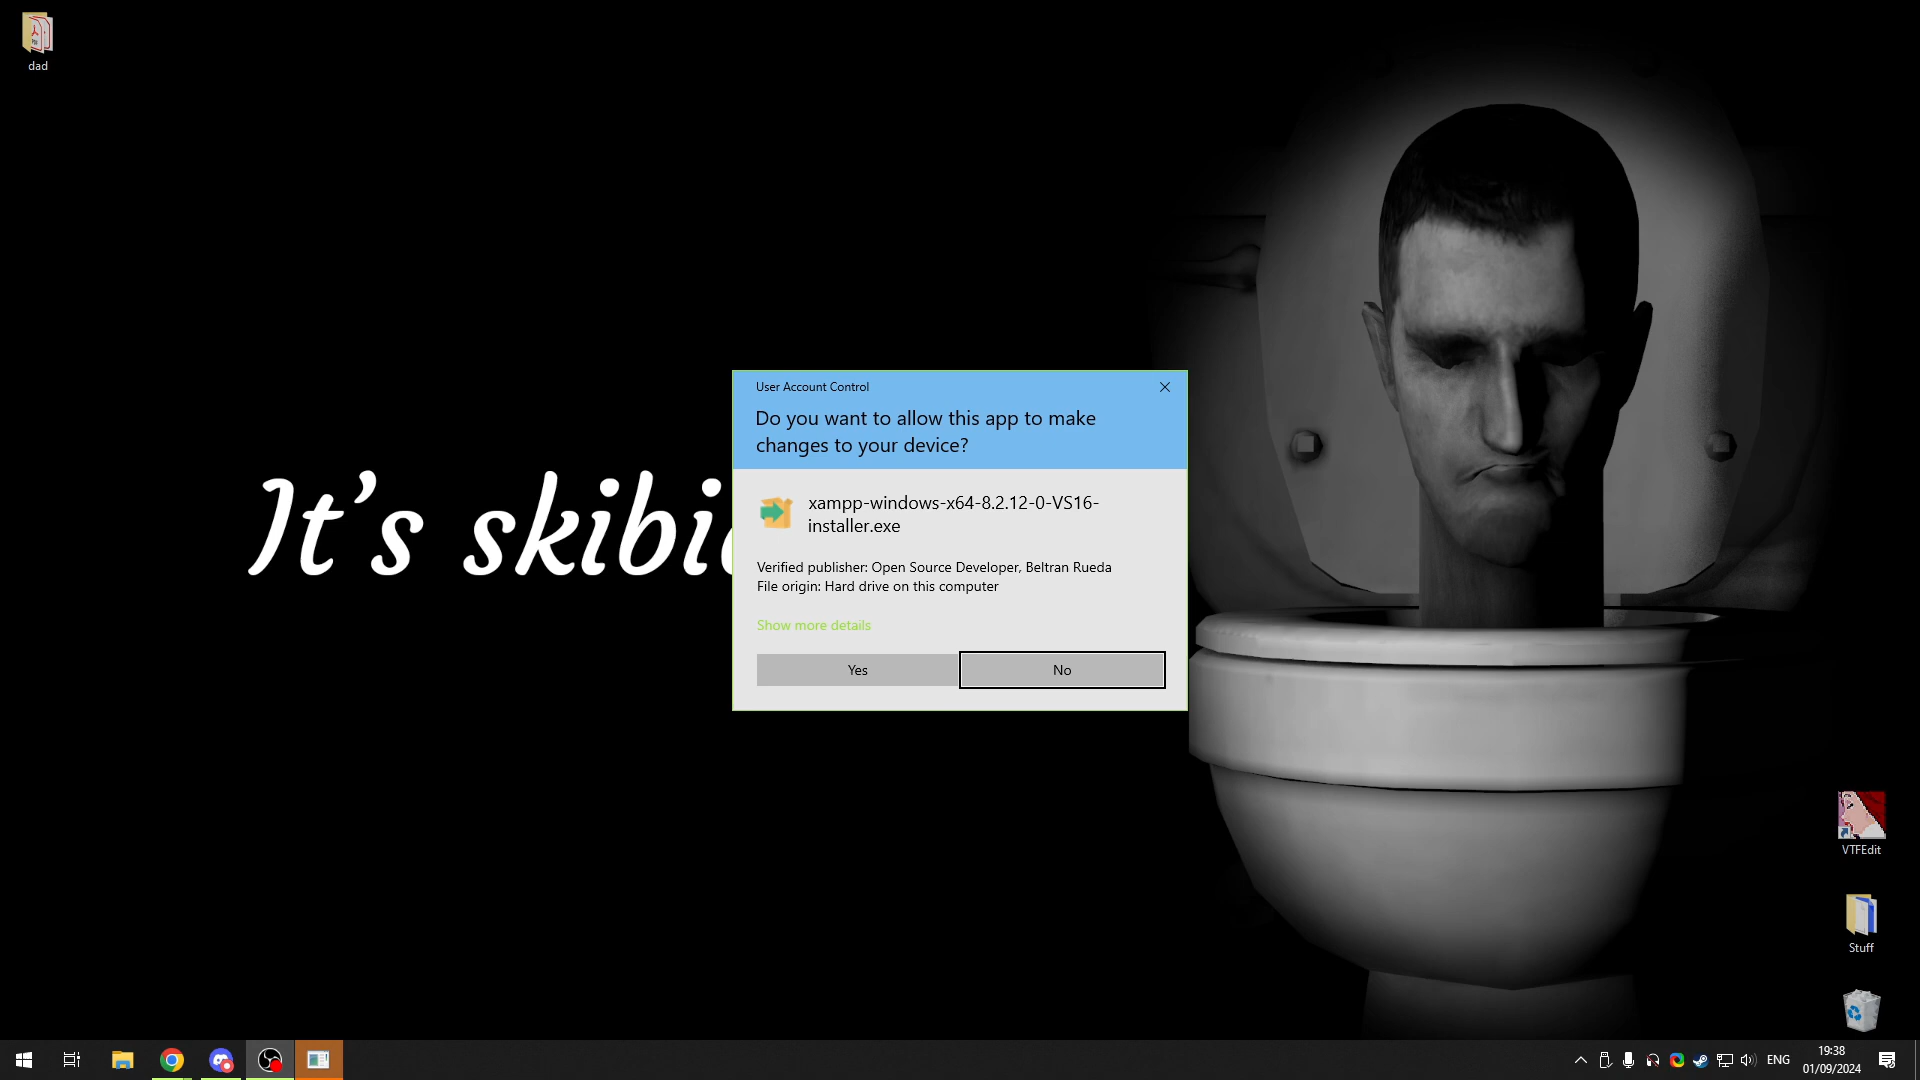 dad
It's skibi
User Account Control
Do you want to allow this app to make
changes to your device?
xampp-windows-x64-8.2.12-0-VS16-
installer.exe
Verified publisher: Open Source Developer, Beltran Rueda
File origin: Hard drive on this computer
Show more details
Yes
No
VTFEdit
Stuff
ENG
19:38
01/09/2024